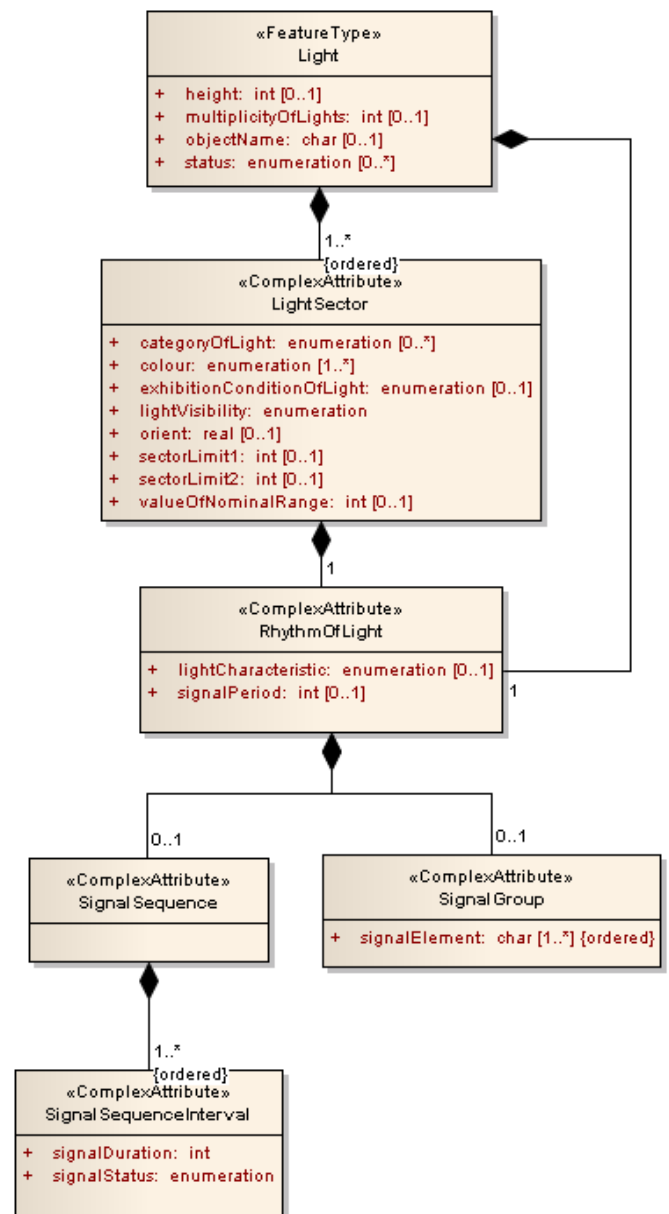 «FeatureType»
Light
+ height: int [0..1]
+ multiplicityOfLights: int [0..1]
+ objectName: char [0..1]
+ status: enumeration [0..*]
1..*
{ordered}
«ComplexAttribute»
LightSector
+ categoryOfLight: enumeration [0..*]
+ colour: enumeration [1..*]
+ exhibitionConditionOfLight: enumeration [0..1]
+ lightVisibility: enumeration
+ orient: real [0..1]
+ sectorLimit1: int [0..1]
+ sectorLimit2: int [0..1]
+ valueOfNominalRange: int [0..1]
1
«ComplexAttribute»
RhythmOfLight
+ lightCharacteristic: enumeration [0..1]
+ signalPeriod: int [0..1]
1
0..1
0..1
«ComplexAttribute»
SignalSequence
«ComplexAttribute»
SignalGroup
+ signalElement: char [1..*] {ordered}
1..*
{ordered}
«ComplexAttribute»
SignalSequenceInterval
+ signalDuration: int
+ signalStatus: enumeration